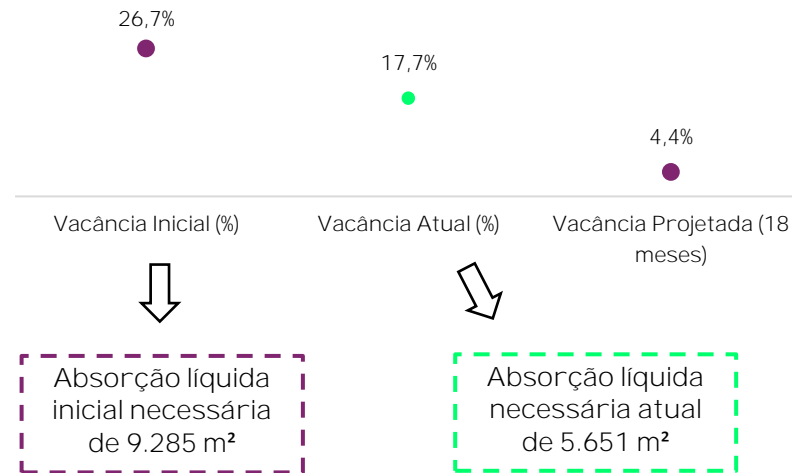 26,7%
17,7%
4,4%
Vacância Inicial (%)
Vacância Atual (%)
Vacância Projetada (18
meses)
Absorção líquida
inicial necessária
de 9.285 m²
Absorção líquida
necessária atual
de 5.651 m²